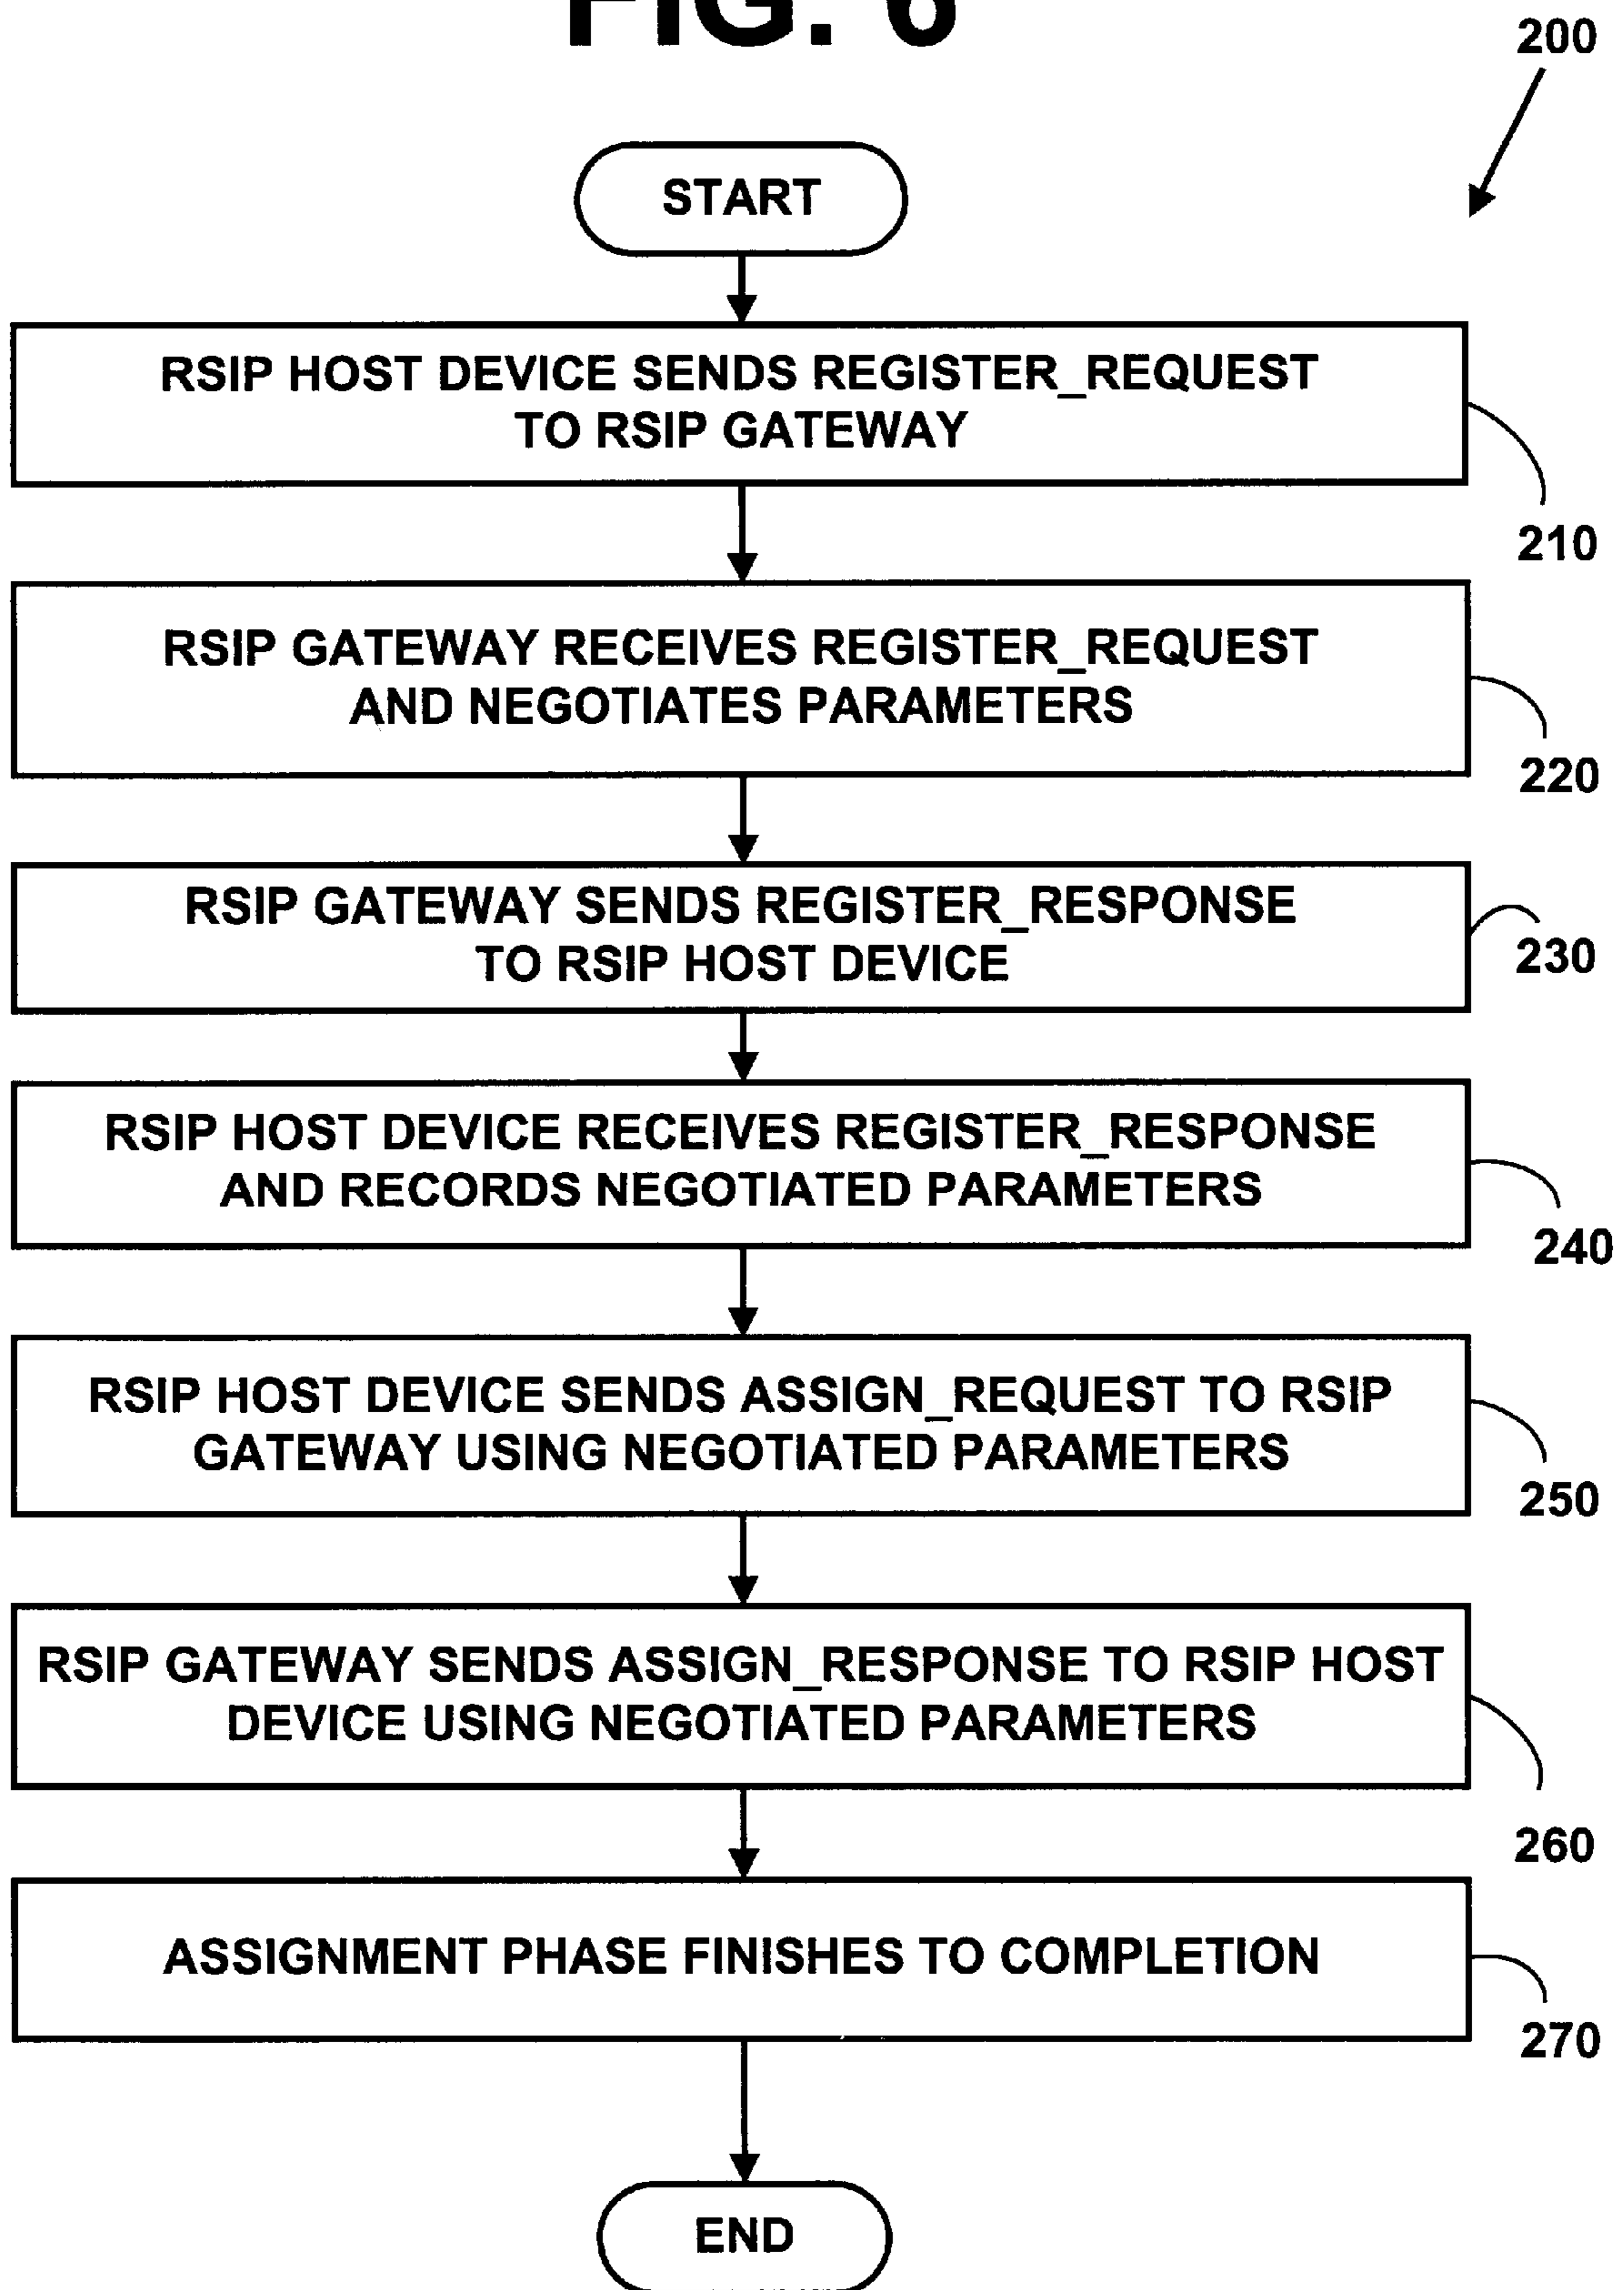 FIG. 6
200
START
RSIP HOST DEVICE SENDS REGISTER_REQUEST
TO RSIP GATEWAY
210
RSIP GATEWAY RECEIVES REGISTER_REQUEST
AND NEGOTIATES PARAMETERS
220
RSIP GATEWAY SENDS REGISTER_RESPONSE
TO RSIP HOST DEVICE
230
RSIP HOST DEVICE RECEIVES REGISTER_RESPONSE
AND RECORDS NEGOTIATED PARAMETERS
240
RSIP HOST DEVICE SENDS ASSIGN_REQUEST TO RSIP
GATEWAY USING NEGOTIATED PARAMETERS
250
RSIP GATEWAY SENDS ASSIGN_RESPONSE TO RSIP HOST
DEVICE USING NEGOTIATED PARAMETERS
260
ASSIGNMENT PHASE FINISHES TO COMPLETION
270
END